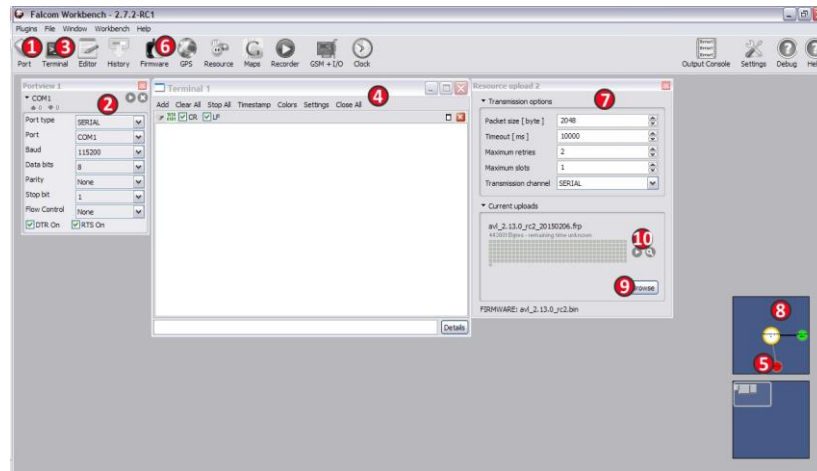 Falcom Workbench - 2.7.2-RC1
Plugins File Window Workbench Help
1 3 6
Port Terminal Editor History Firmware GPS Resource Maps Recorder GSM + I/O Clock Output Console Settings Debug
Portview 1
COM1
0 0
2
Port type SERIAL
Port COM1
Baud 115200
Data bits 8
Parity None
Stop bit 1
Flow Control None
DTR On RTS On
Terminal 1
4
Add Clear All Stop All Timestamp Colors Settings Close All
CR LF
Details
Resource upload 2
7
Transmission options
Packet size [ byte ] 2048
Timeout [ ms ] 10000
Maximum retries 2
Maximum slots 1
Transmission channel SERIAL
Current uploads
avl_2.13.0_rc2_20150206.frp
remaining time unknown
10
9
FIRMWARE: avl_2.13.0_rc2.bin
8
5